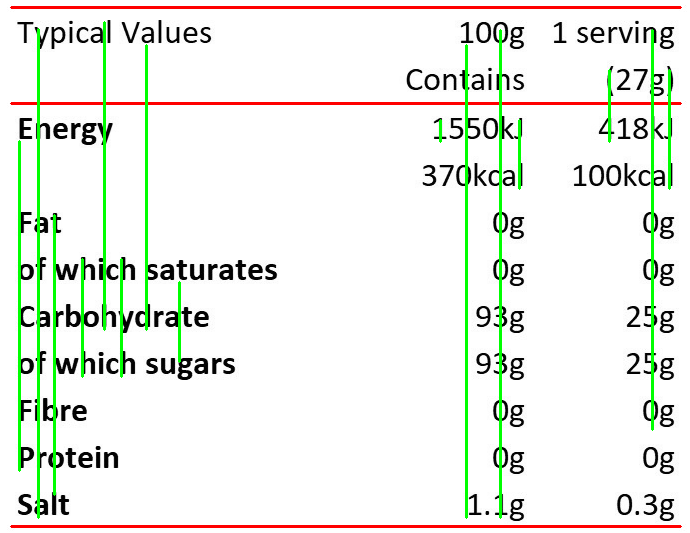 Typical Values 100g 1 serving
Contains (27g)
Energy 1550kJ 418kJ
370kcal 100kcal
Fat 0g 0g
of which saturates 0g 0g
Carbohydrate 93g 25g
of which sugars 93g 25g
Fibre 0g 0g
Protein 0g 0g
Salt 1.1g 0.3g